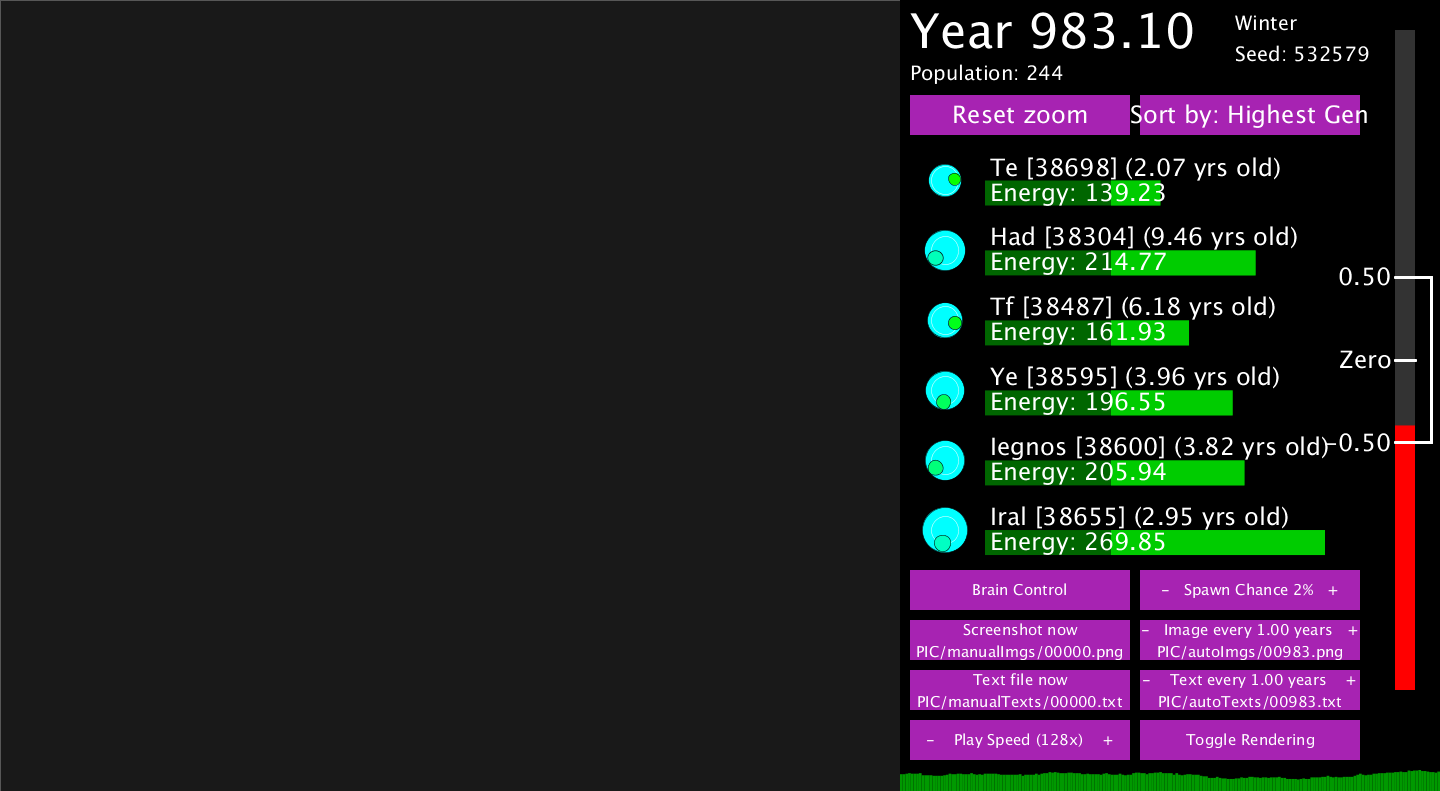 Year 983.10
Winter
Seed: 532579
Population: 244
Reset zoom
Sort by: Highest Gen
Te [38698] (2.07 yrs old)
Energy: 139.23
Had [38304] (9.46 yrs old)
Energy: 214.77
0.50
Tf [38487] (6.18 yrs old)
Energy: 161.93
Zero
Ye [38595] (3.96 yrs old)
Energy: 196.55
Iegnos [38600] (3.82 yrs old)
-0.50
Energy: 205.94
Iral [38655] (2.95 yrs old)
Energy: 269.85
Brain Control
- Spawn Chance 2% +
Screenshot now
PIC/manualImgs/00000.png
- Image every 1.00 years +
PIC/autoImgs/00983.png
Text file now
PIC/manualTexts/00000.txt
- Text every 1.00 years +
PIC/autoTexts/00983.txt
- Play Speed (128x) +
Toggle Rendering